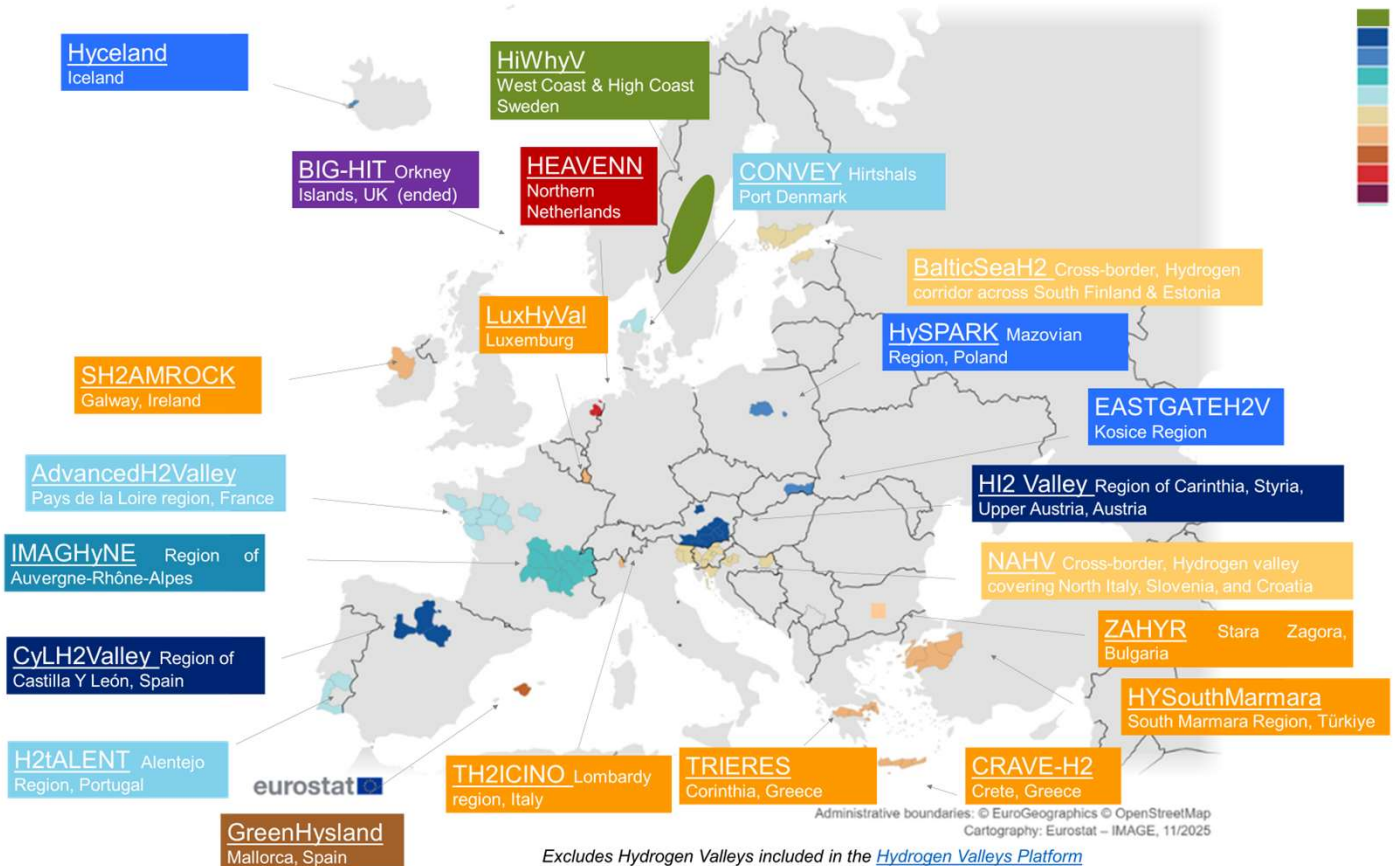 Hyceland
Iceland
HiWhyV
West Coast & High Coast
Sweden
BIG-HIT Orkney
Islands, UK (ended)
HEAVENN
Northern
Netherlands
CONVEY Hirtshals
Port Denmark
BalticSeaH2 Cross-border, Hydrogen
corridor across South Finland & Estonia
LuxHyVal
Luxemburg
HySPARK Mazovian
Region, Poland
SH2AMROCK
Galway, Ireland
EASTGATEH2V
Kosice Region
AdvancedH2Valley
Pays de la Loire region, France
HI2 Valley Region of Carinthia, Styria,
Upper Austria, Austria
IMAGHyNE Region of
Auvergne-Rhône-Alpes
NAHV Cross-border, Hydrogen valley
covering North Italy, Slovenia, and Croatia
ZAHYR Stara Zagora,
Bulgaria
CyLH2Valley Region of
Castilla Y León, Spain
HYSouthMarmara
South Marmara Region, Türkiye
H2tALENT Alentejo
Region, Portugal
eurostat
TH2ICINO Lombardy
region, Italy
TRIERES
Corinthia, Greece
CRAVE-H2
Crete, Greece
GreenHysland
Mallorca, Spain
Administrative boundaries: © EuroGeographics © OpenStreetMap
Cartography: Eurostat – IMAGE, 11/2025
Excludes Hydrogen Valleys included in the Hydrogen Valleys Platform